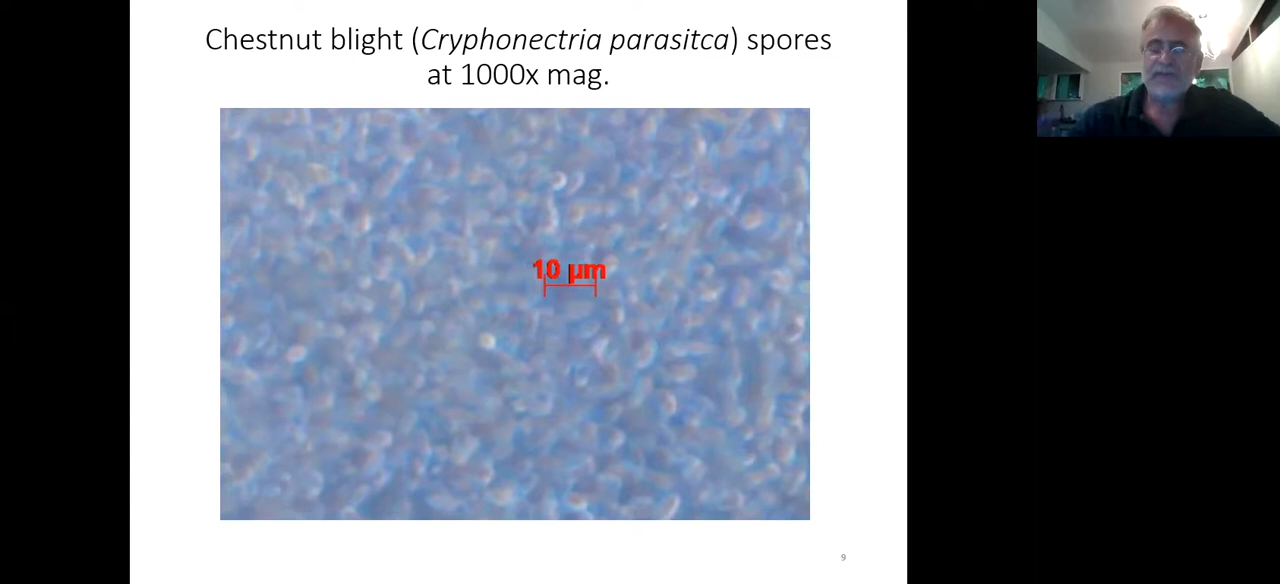 Chestnut blight (Cryphonectria parasitca) spores
at 1000x mag.
10 µm
9